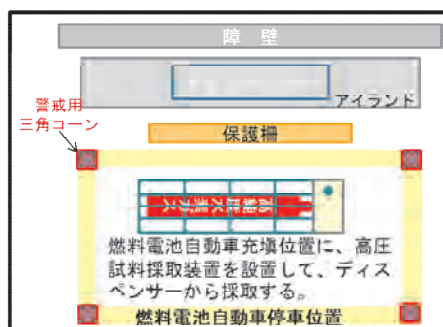 障 壁
アイランド
警戒用
三角コーン
保護柵
燃料電池自動車充填位置に、高圧
試料採取装置を設置して、ディス
ペンサーから採取する。
燃料電池自動車停車位置